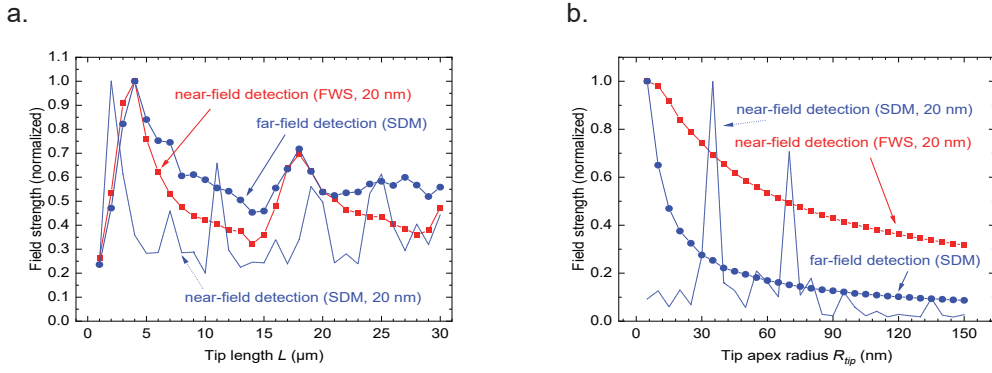 a.
1.1
1.0
0.9
0.8
0.7
0.6
0.5
0.4
0.3
0.2
0.1
0.0
Field strength (normalized)
near-field detection (FWS, 20 nm)
far-field detection (SDM)
near-field detection (SDM, 20 nm)
0 5 10 15 20 25 30
Tip length L (µm)
b.
1.0
0.8
0.6
0.4
0.2
0.0
Field strength (normalized)
near-field
detection (SDM, 20 nm)
near-field detection (FWS, 20 nm)
far-field detection (SDM)
0 30 60 90 120 150
Tip apex radius Rtip (nm)